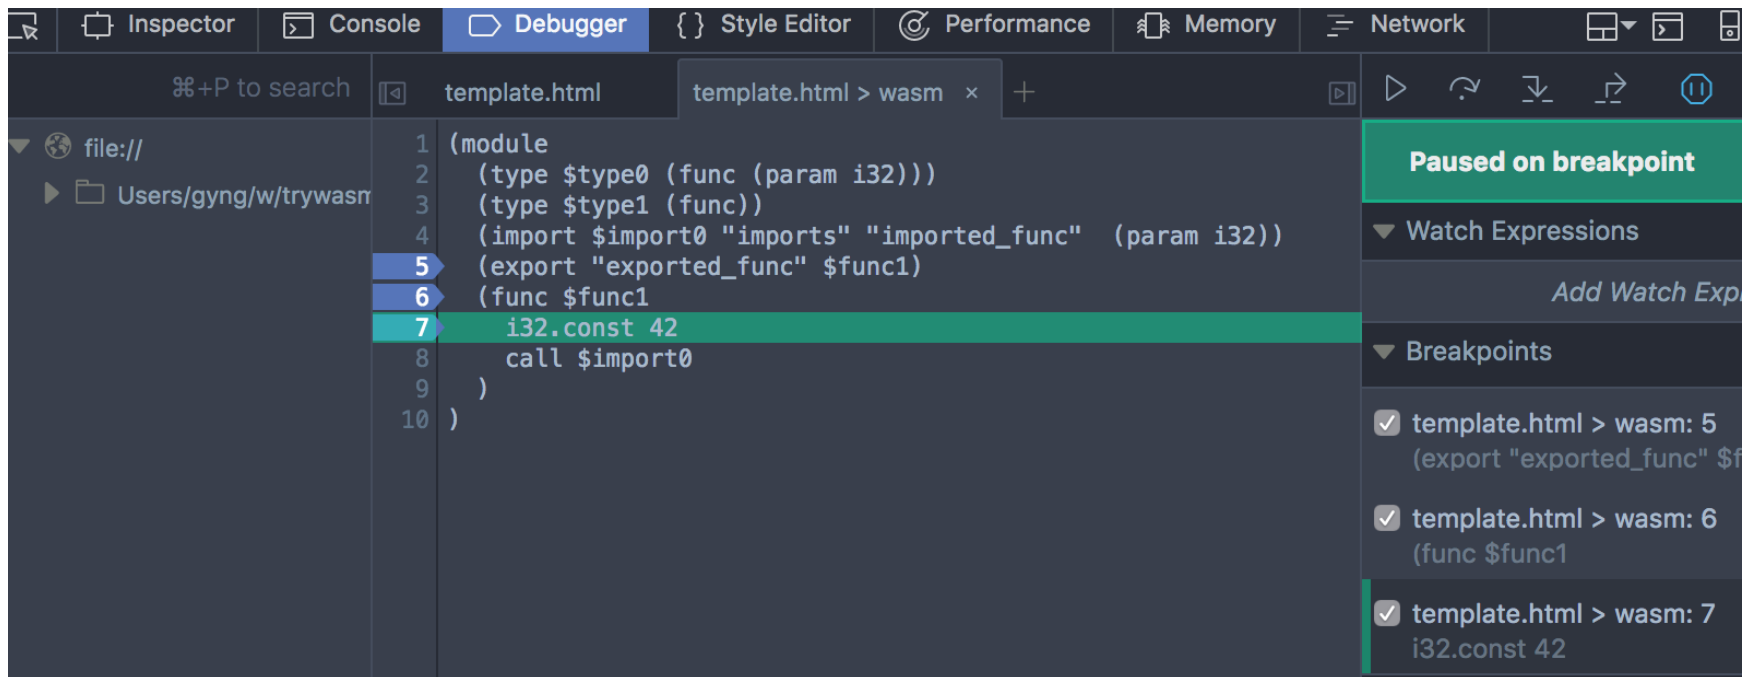 Inspector Console Debugger { } Style Editor Performance Memory Network
⌘+P to search
template.html template.html > wasm × +
file://
Users/gyng/w/trywasm
1 (module
2 (type $type0 (func (param i32)))
3 (type $type1 (func))
4 (import $import0 "imports" "imported_func" (param i32))
5 (export "exported_func" $func1)
6 (func $func1
7 i32.const 42
8 call $import0
9 )
10 )
Paused on breakpoint
Watch Expressions
Add Watch Exp
Breakpoints
template.html > wasm: 5
(export "exported_func" $f
template.html > wasm: 6
(func $func1
template.html > wasm: 7
i32.const 42